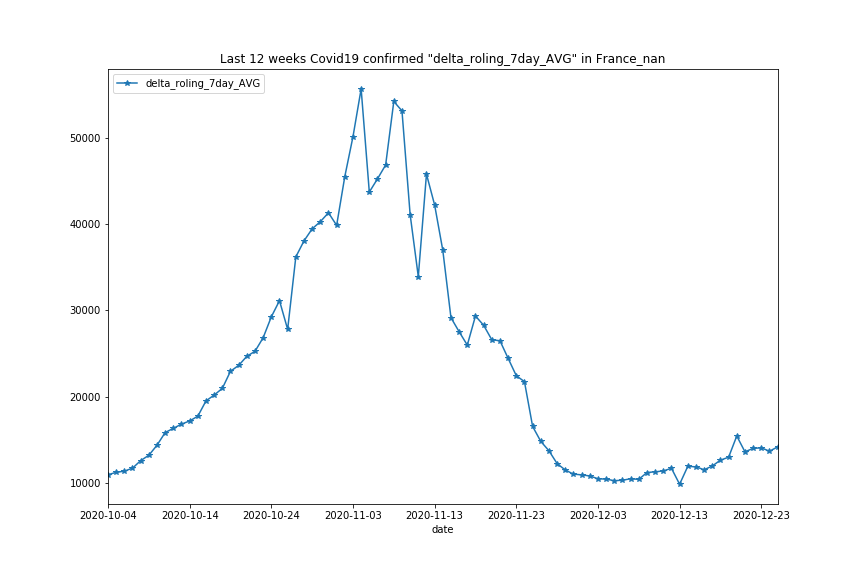 Last 12 weeks Covid19 confirmed "delta_roling_7day_AVG" in France_nan
delta_roling_7day_AVG
50000
40000
30000
20000
10000
2020-10-04 2020-10-14 2020-10-24 2020-11-03 2020-11-13 2020-11-23 2020-12-03 2020-12-13 2020-12-23
date